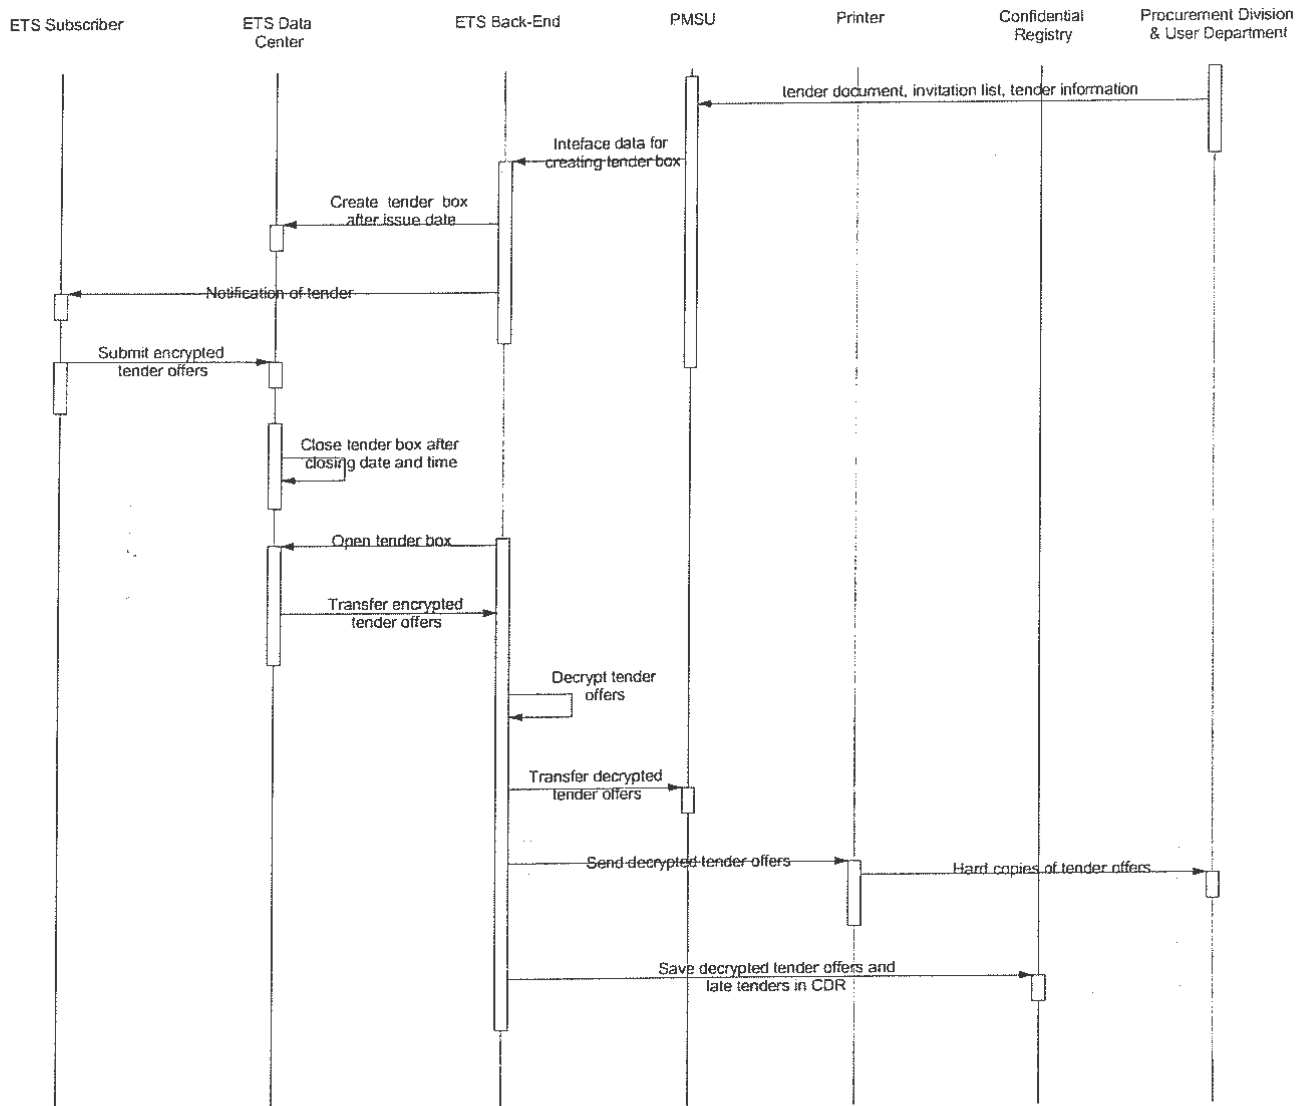 ETS Subscriber
ETS Data
Center
ETS Back-End
PMSU
Printer
Confidential
Registry
Procurement Division
& User Department
tender document, invitation list, tender information
Inteface data for
creating tender box
Create tender box
after issue date
Notification of tender
Submit encrypted
tender offers
Close tender box after
closing date and time
Open tender box
Transfer encrypted
tender offers
Decrypt tender
offers
Transfer decrypted
tender offers
Send decrypted tender offers
Hard copies of tender offers
Save decrypted tender offers and
late tenders in CDR